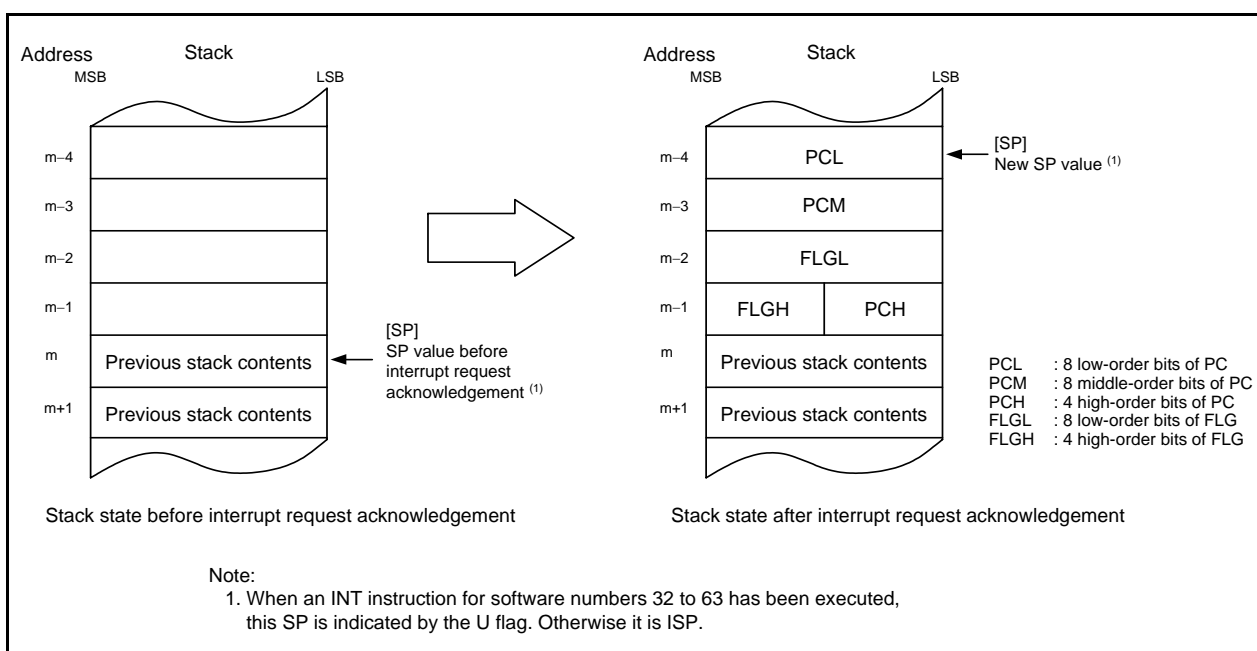 Address Stack
MSB LSB
m−4
m−3
m−2
m−1
m Previous stack contents
m+1 Previous stack contents
[SP]
SP value before
interrupt request
acknowledgement (1)
Stack state before interrupt request acknowledgement
Address Stack
MSB LSB
m−4 PCL
m−3 PCM
m−2 FLGL
m−1 FLGH PCH
m Previous stack contents
m+1 Previous stack contents
[SP]
New SP value (1)
PCL : 8 low-order bits of PC
PCM : 8 middle-order bits of PC
PCH : 4 high-order bits of PC
FLGL : 8 low-order bits of FLG
FLGH : 4 high-order bits of FLG
Stack state after interrupt request acknowledgement
Note:
1. When an INT instruction for software numbers 32 to 63 has been executed,
this SP is indicated by the U flag. Otherwise it is ISP.